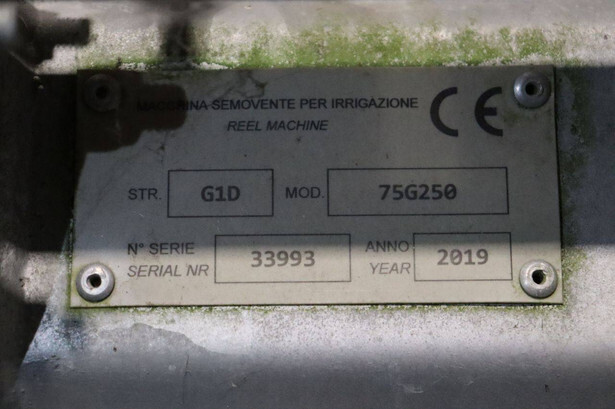 MACCHINA SEMOVENTE PER IRRIGAZIONE
REEL MACHINE
CE
STR. G1D MOD. 75G250
N° SERIE
SERIAL NR
33993
ANNO
YEAR
2019